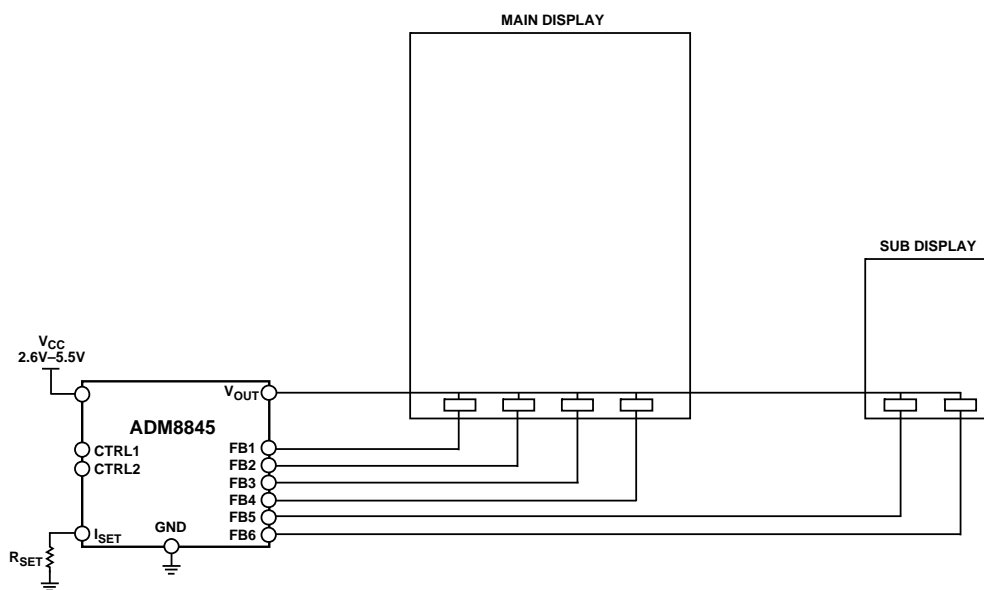 MAIN DISPLAY
SUB DISPLAY
VCC
2.6V–5.5V
VOUT
ADM8845
CTRL1
CTRL2
FB1
FB2
FB3
FB4
FB5
FB6
ISET
GND
RSET